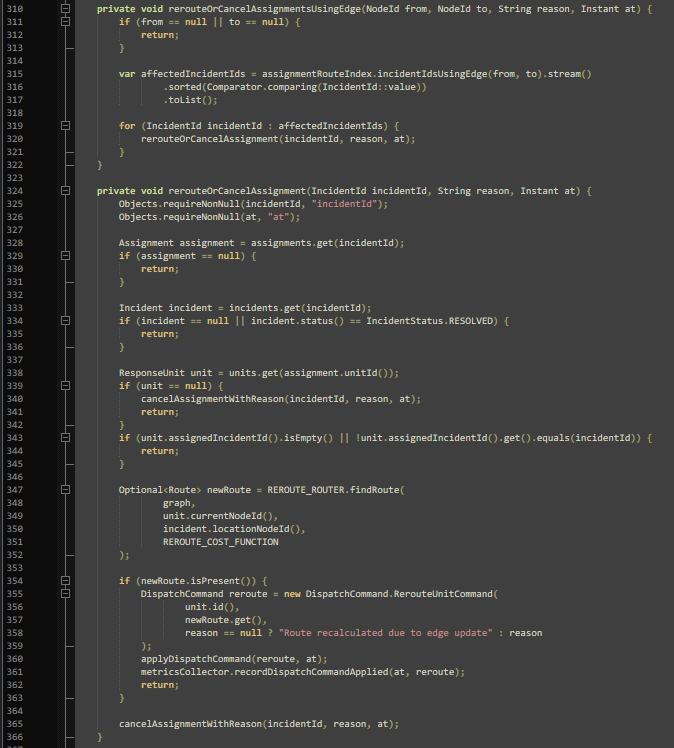 310 private void rerouteOrCancelAssignmentsUsingEdge(NodeId from, NodeId to, String reason, Instant at) {
311 if (from == null || to == null) {
312 return;
313 }
314
315 var affectedIncidentIds = assignmentRouteIndex.incidentIdsUsingEdge(from, to).stream()
316 .sorted(Comparator.comparing(IncidentId::value))
317 .toList();
318
319 for (IncidentId incidentId : affectedIncidentIds) {
320 rerouteOrCancelAssignment(incidentId, reason, at);
321 }
322 }
323
324 private void rerouteOrCancelAssignment(IncidentId incidentId, String reason, Instant at) {
325 Objects.requireNonNull(incidentId, "incidentId");
326 Objects.requireNonNull(at, "at");
327
328 Assignment assignment = assignments.get(incidentId);
329 if (assignment == null) {
330 return;
331 }
332
333 Incident incident = incidents.get(incidentId);
334 if (incident == null || incident.status() == IncidentStatus.RESOLVED) {
335 return;
336 }
337
338 ResponseUnit unit = units.get(assignment.unitId());
339 if (unit == null) {
340 cancelAssignmentWithReason(incidentId, reason, at);
341 return;
342 }
343 if (unit.assignedIncidentId().isEmpty() || !unit.assignedIncidentId().get().equals(incidentId)) {
344 return;
345 }
346
347 Optional<Route> newRoute = REROUTE_ROUTER.findRoute(
348 graph,
349 unit.currentNodeId(),
350 incident.locationNodeId(),
351 REROUTE_COST_FUNCTION
352 );
353
354 if (newRoute.isPresent()) {
355 DispatchCommand reroute = new DispatchCommand.RerouteUnitCommand(
356 unit.id(),
357 newRoute.get(),
358 reason == null ? "Route recalculated due to edge update" : reason
359 );
360 applyDispatchCommand(reroute, at);
361 metricsCollector.recordDispatchCommandApplied(at, reroute);
362 return;
363 }
364
365 cancelAssignmentWithReason(incidentId, reason, at);
366 }